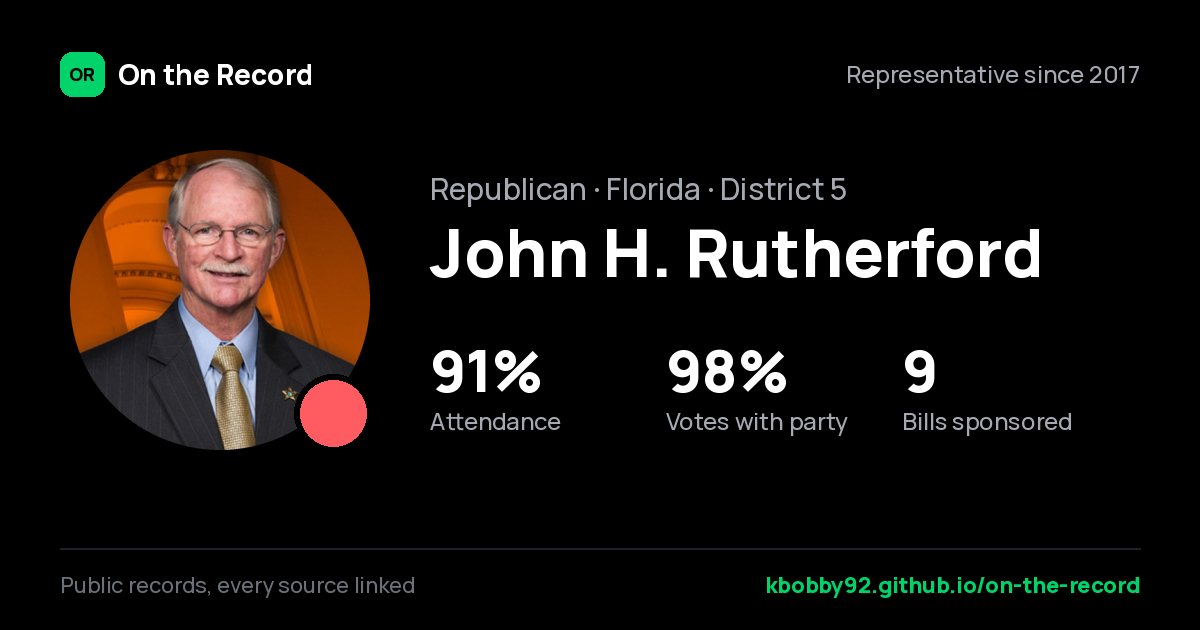 OR On the Record
Representative since 2017
Republican · Florida · District 5
John H. Rutherford
91% 98% 9
Attendance Votes with party Bills sponsored
Public records, every source linked
kbobby92.github.io/on-the-record